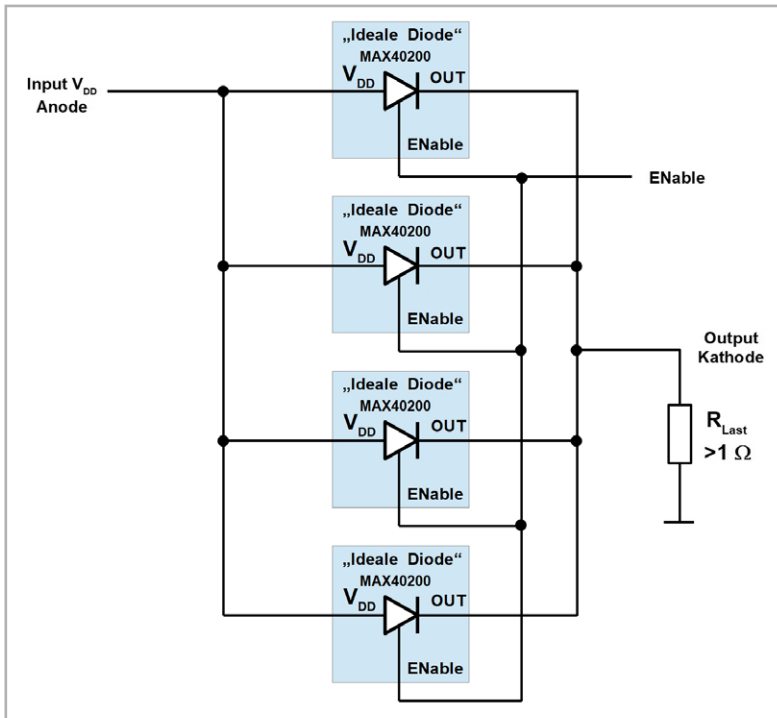 „Ideale Diode“
MAX40200
Input VDD
Anode
VDD
OUT
ENable
ENable
„Ideale Diode“
MAX40200
VDD
OUT
ENable
„Ideale Diode“
MAX40200
VDD
OUT
ENable
Output
Kathode
RLast
>1 Ω
„Ideale Diode“
MAX40200
VDD
OUT
ENable